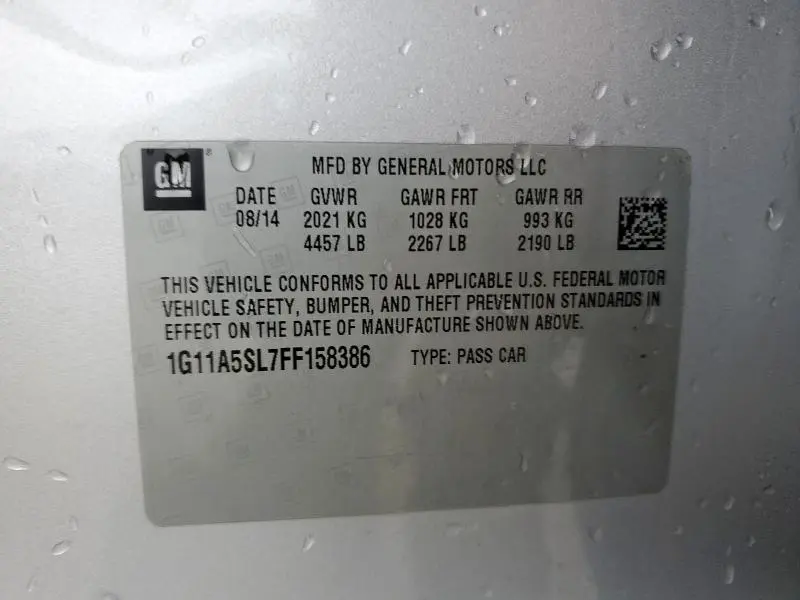 GM ®
MFD BY GENERAL MOTORS LLC
DATE GVWR GAWR FRT GAWR RR
08/14 2021 KG 1028 KG 993 KG
4457 LB 2267 LB 2190 LB
THIS VEHICLE CONFORMS TO ALL APPLICABLE U.S. FEDERAL MOTOR
VEHICLE SAFETY, BUMPER, AND THEFT PREVENTION STANDARDS IN
EFFECT ON THE DATE OF MANUFACTURE SHOWN ABOVE.
1G11A5SL7FF158386 TYPE: PASS CAR